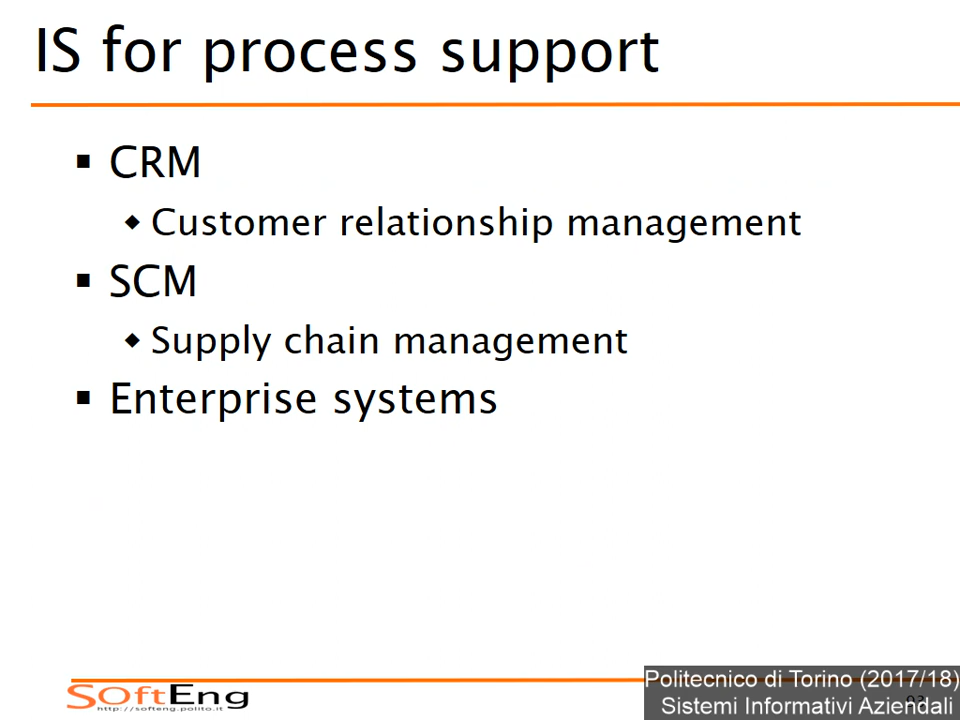 IS for process support
▪ CRM
◆ Customer relationship management
▪ SCM
◆ Supply chain management
▪ Enterprise systems
SoftEng
http://softeng.polito.it
Politecnico di Torino (2017/18)
Sistemi Informativi Aziendali